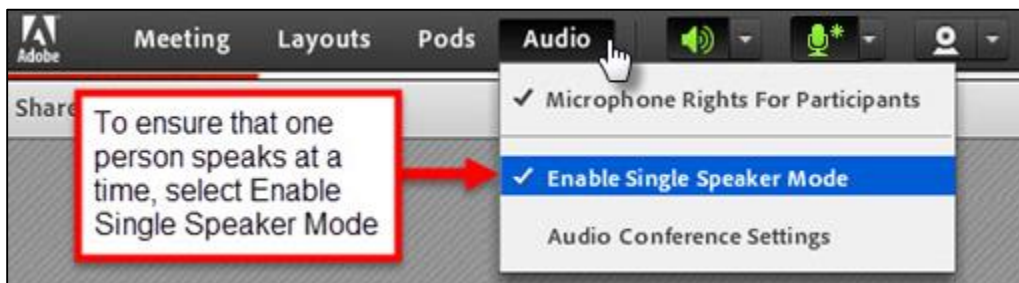 Adobe
Meeting Layouts Pods Audio
Share
Microphone Rights For Participants
To ensure that one
person speaks at a
time, select Enable
Single Speaker Mode
Enable Single Speaker Mode
Audio Conference Settings